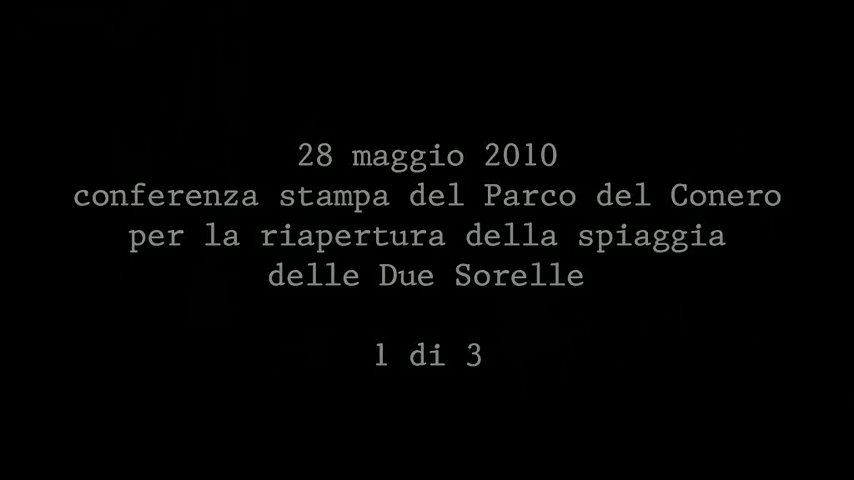 28 maggio 2010
conferenza stampa del Parco del Conero
per la riapertura della spiaggia
delle Due Sorelle
1 di 3